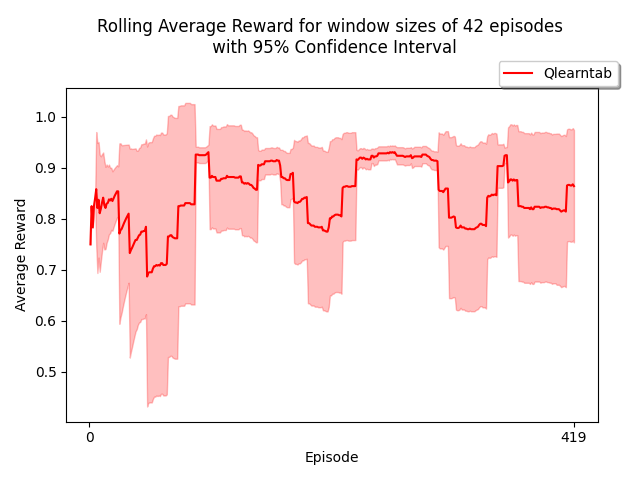 Rolling Average Reward for window sizes of 42 episodes
with 95% Confidence Interval
Qlearntab
Average Reward
1.0
0.9
0.8
0.7
0.6
0.5
0
419
Episode